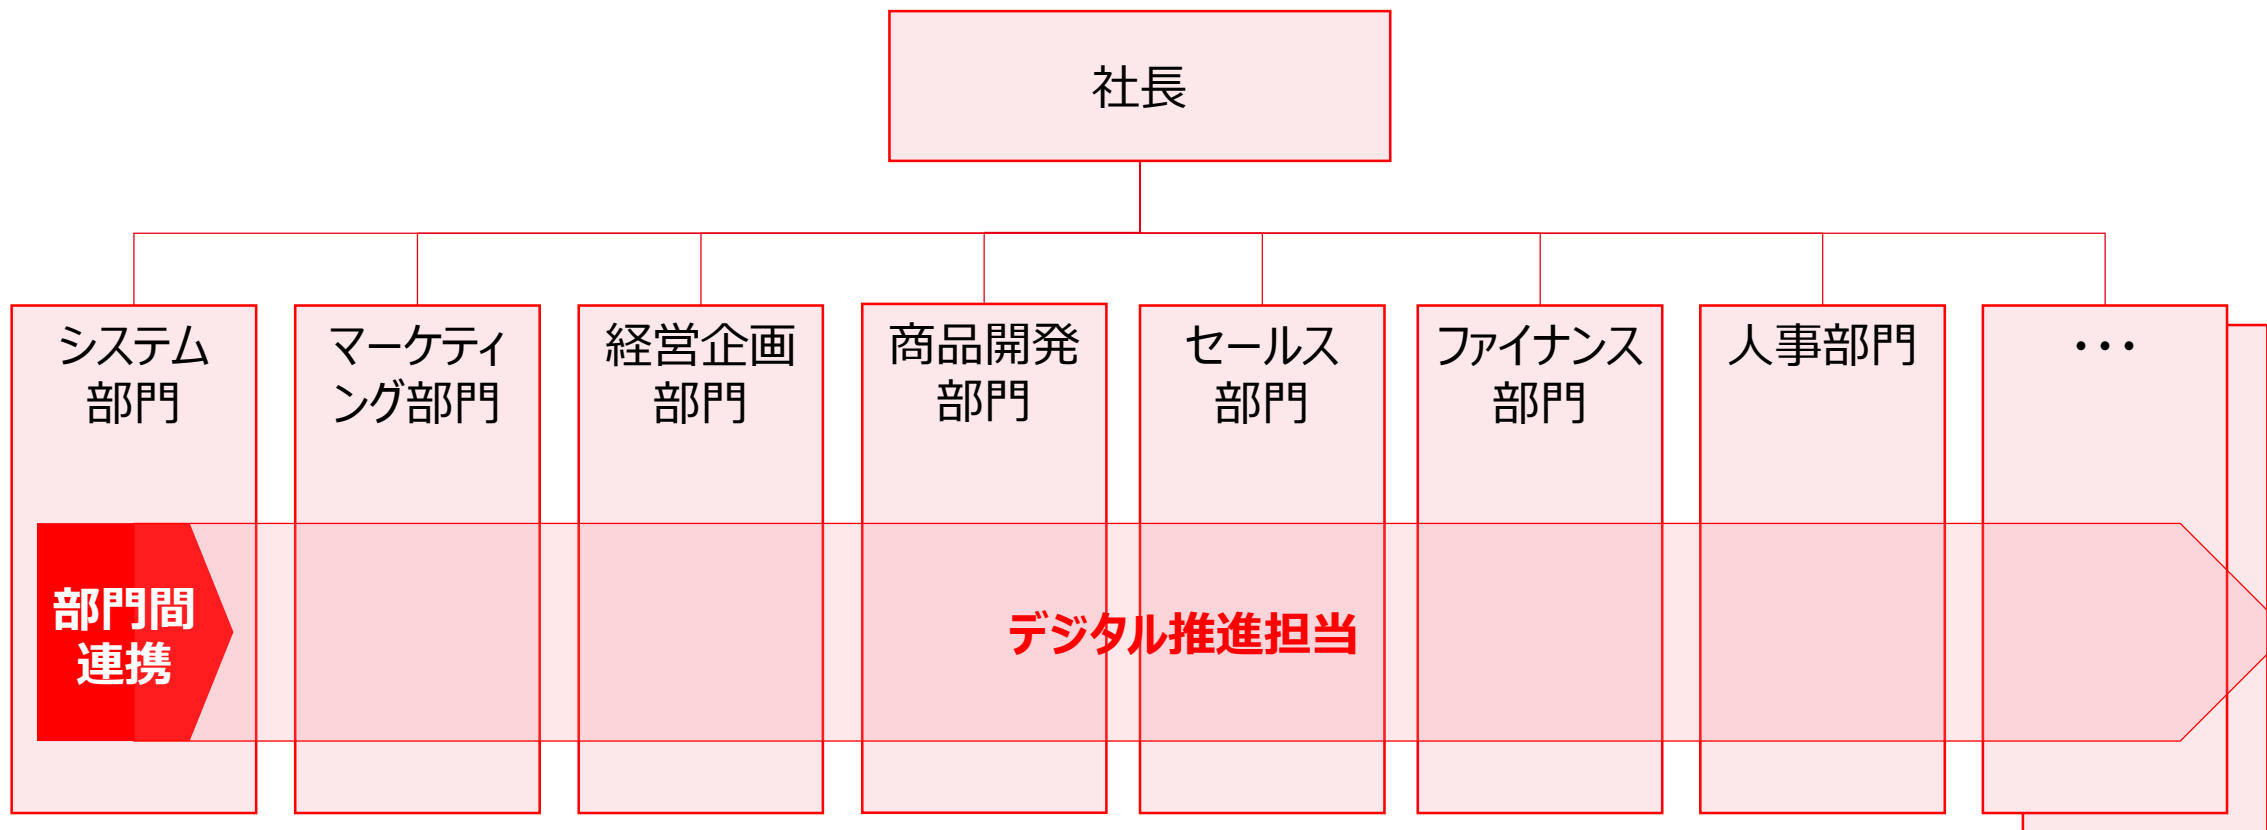 社長
システム
部門
マーケティ
ング部門
経営企画
部門
商品開発
部門
セールス
部門
ファイナンス
部門
人事部門
・・・
部門間
連携
デジタル推進担当